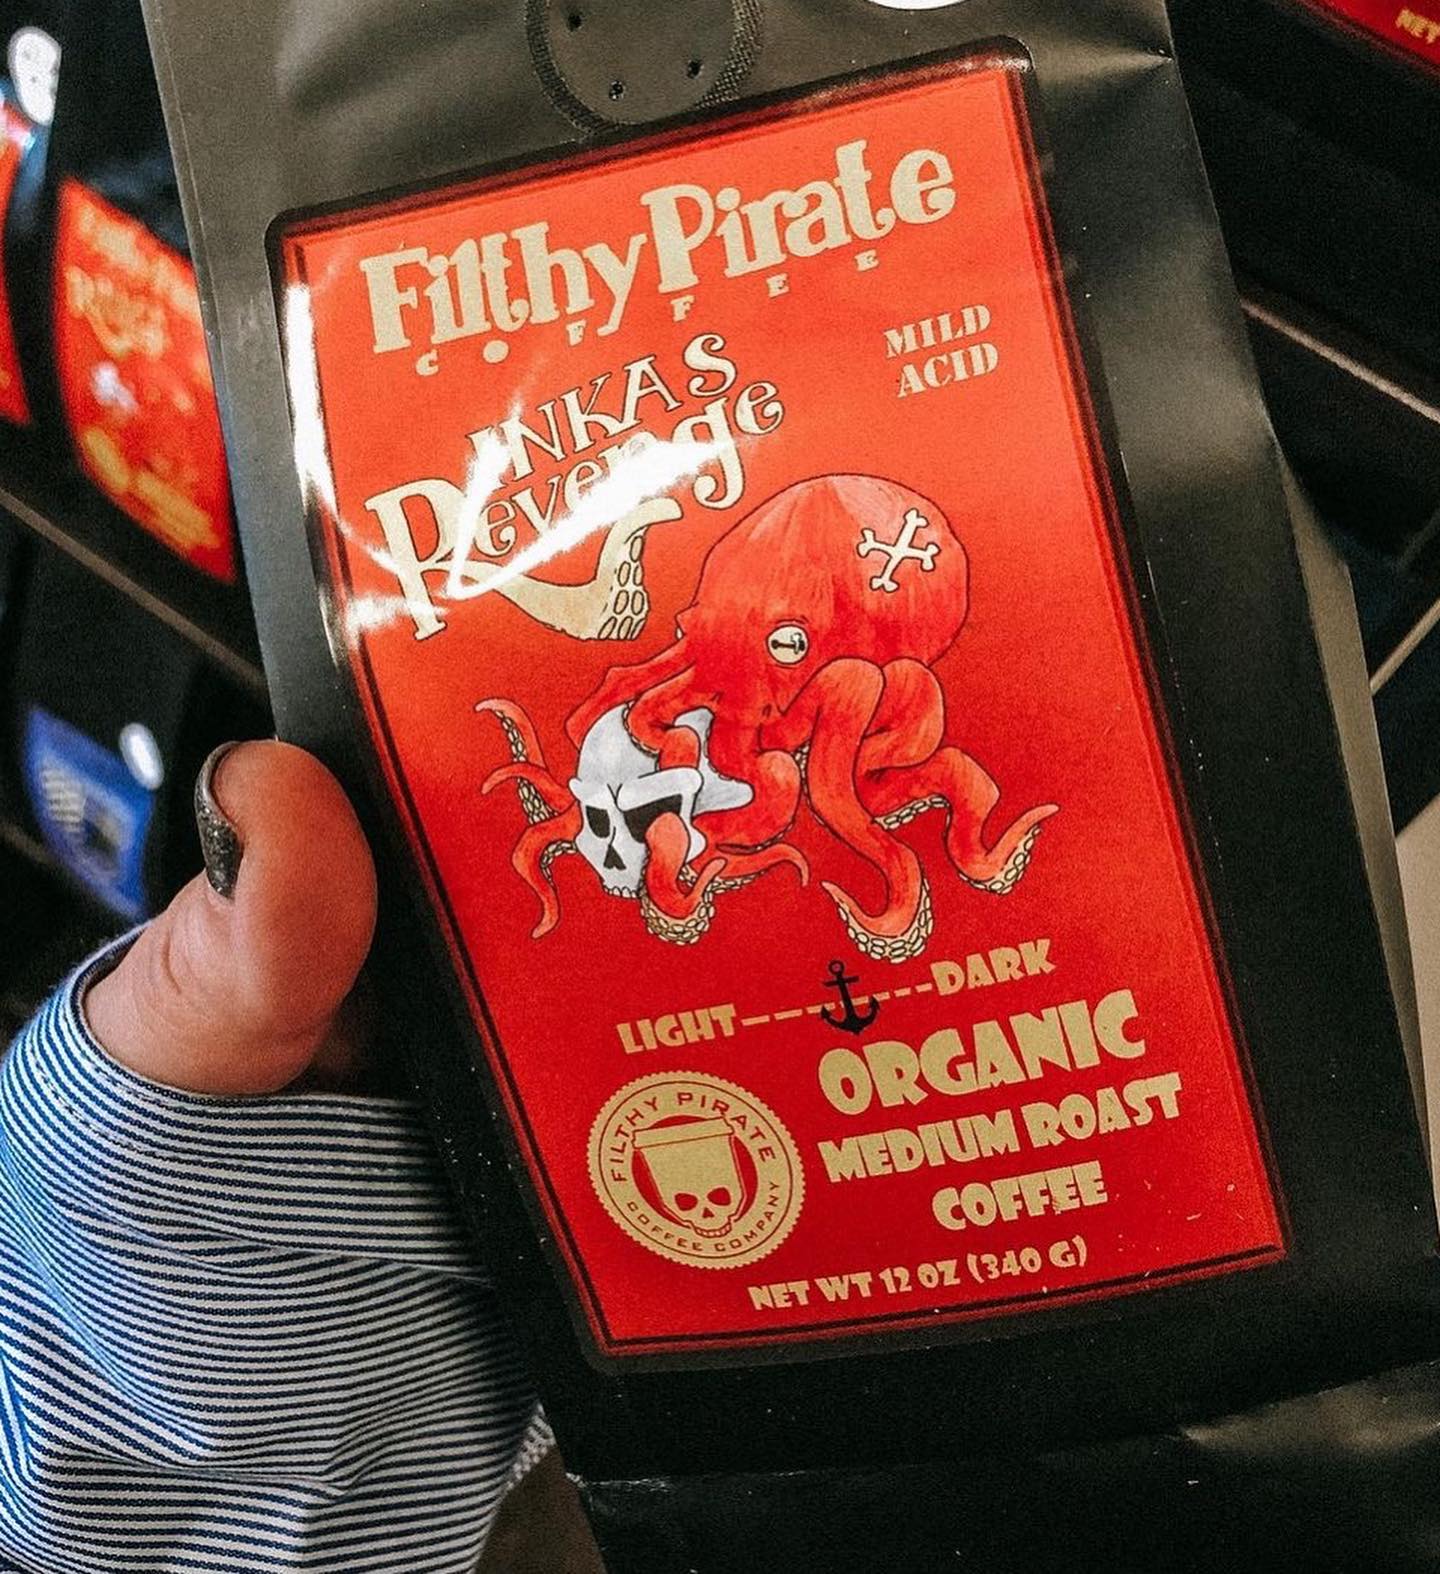 Filthy Pirate
COFFEE
MILD
ACID
INKAS
Revenge
LIGHT--------DARK
ORGANIC
MEDIUM ROAST
COFFEE
FILTHY PIRATE
COFFEE COMPANY
NET WT 12 OZ (340 G)
NET